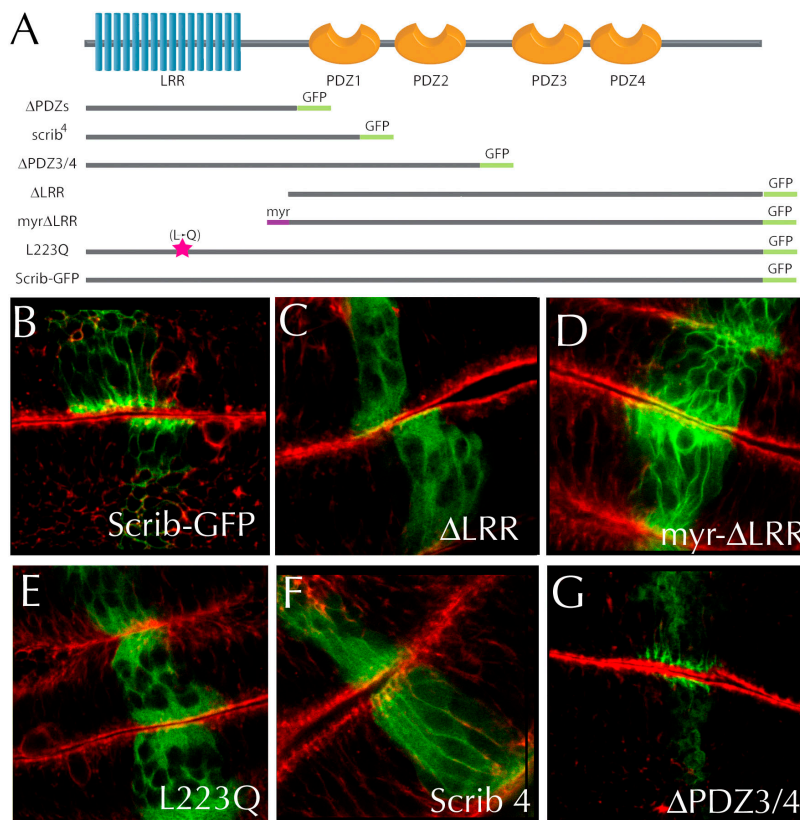 A
LRR PDZ1 PDZ2 PDZ3 PDZ4
ΔPDZs GFP
scrib4 GFP
ΔPDZ3/4 GFP
ΔLRR GFP
myrΔLRR myr GFP
L223Q (L-Q) GFP
Scrib-GFP GFP
B C D
Scrib-GFP ΔLRR myr-ΔLRR
E F G
L223Q Scrib 4 ΔPDZ3/4